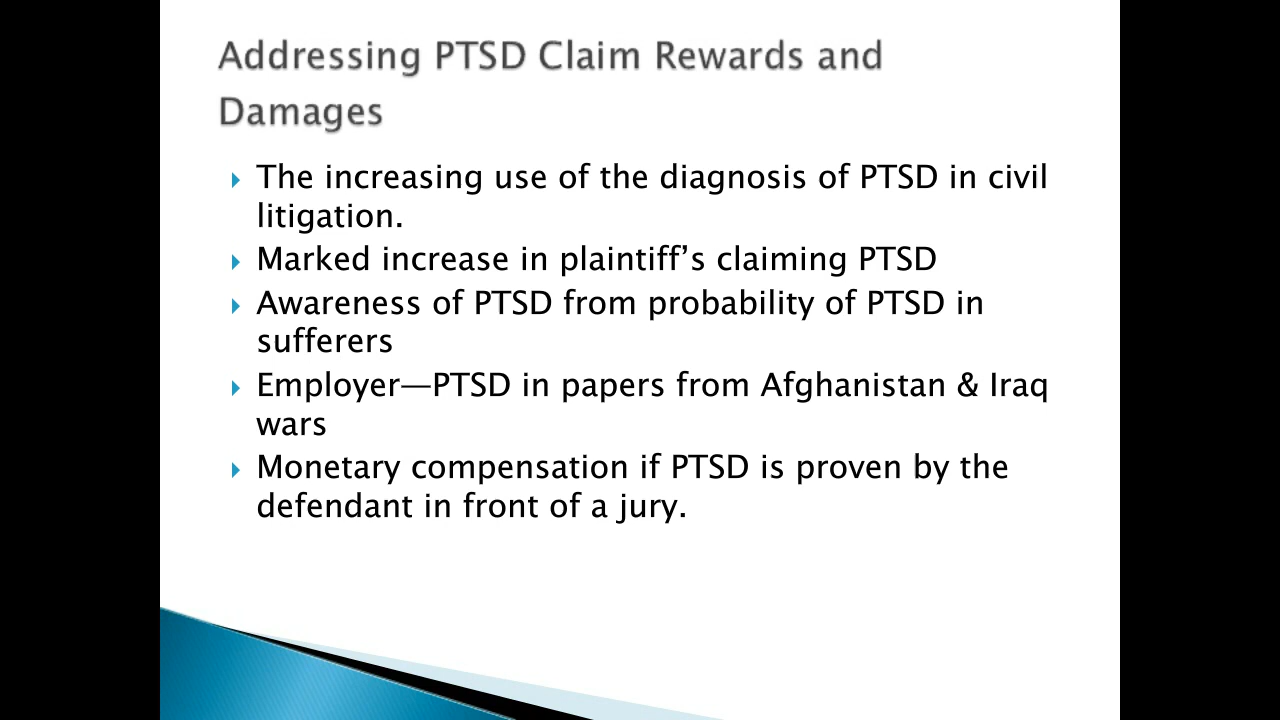 Addressing PTSD Claim Rewards and
Damages
The increasing use of the diagnosis of PTSD in civil
litigation.
Marked increase in plaintiff’s claiming PTSD
Awareness of PTSD from probability of PTSD in
sufferers
Employer—PTSD in papers from Afghanistan & Iraq
wars
Monetary compensation if PTSD is proven by the
defendant in front of a jury.